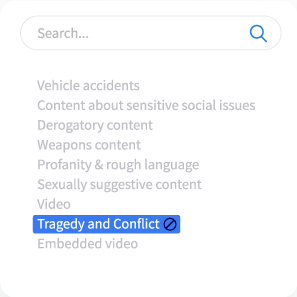 Search...
Vehicle accidents
Content about sensitive social issues
Derogatory content
Weapons content
Profanity & rough language
Sexually suggestive content
Video
Tragedy and Conflict
Embedded video